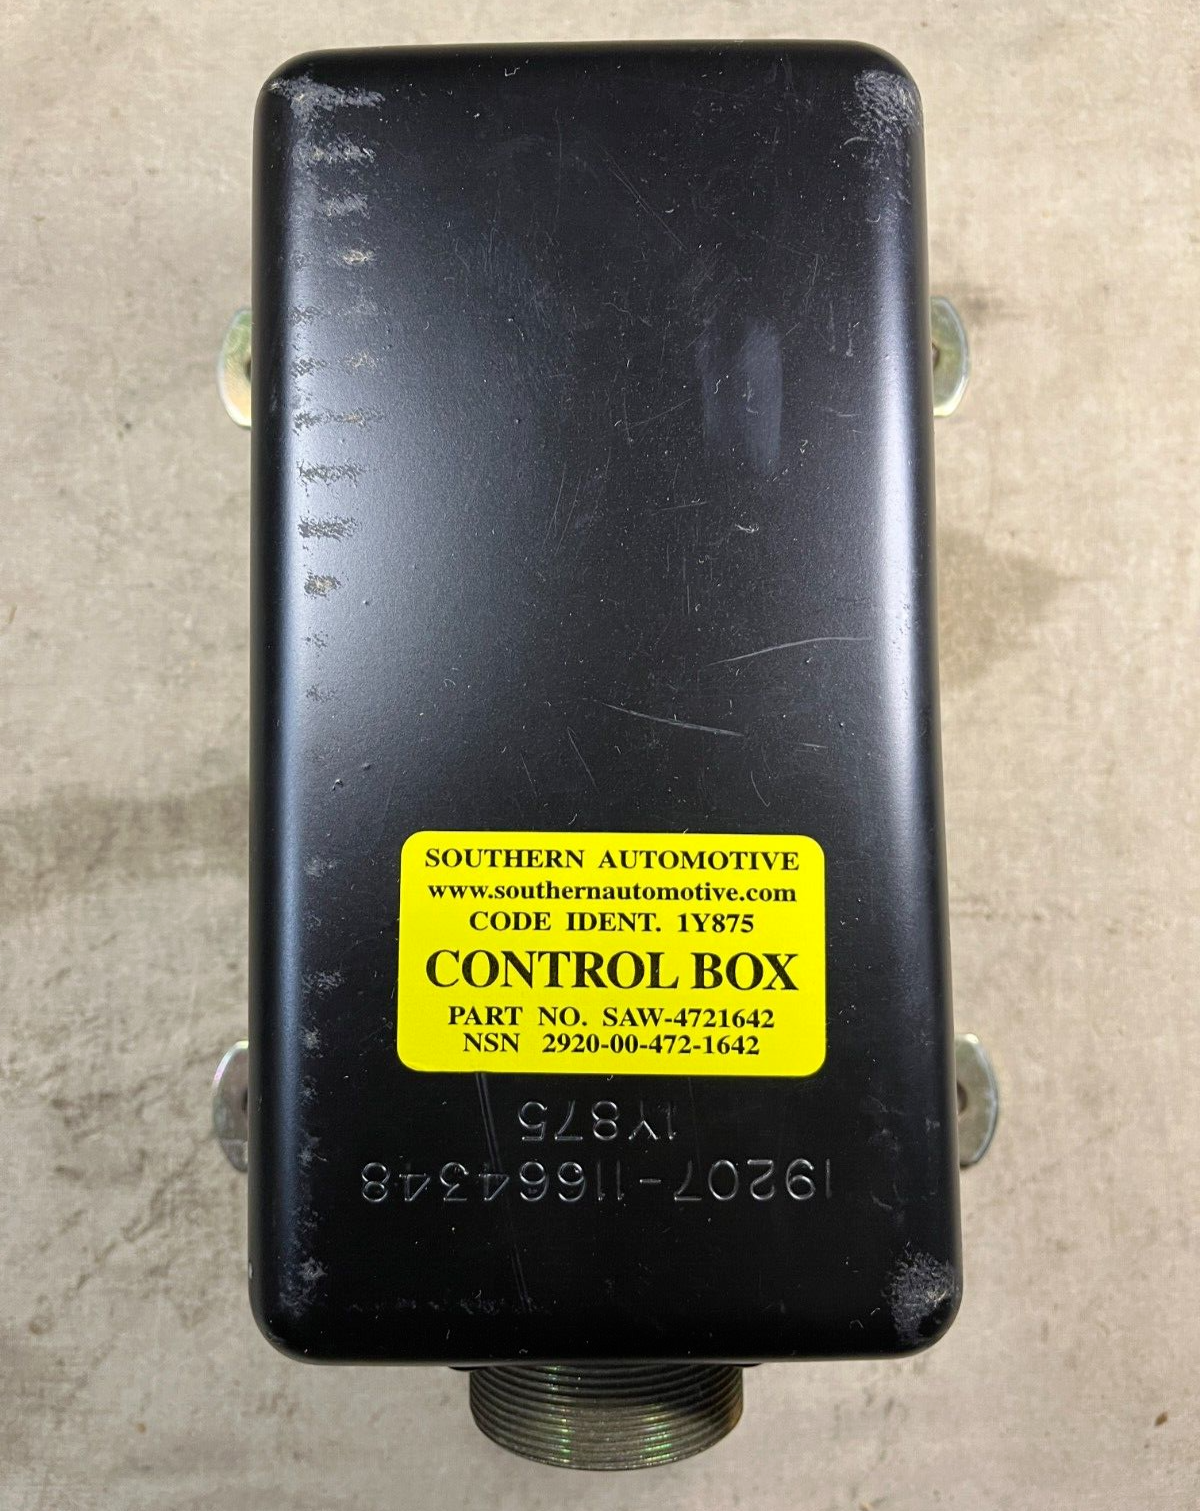 SOUTHERN AUTOMOTIVE
www.southernautomotive.com
CODE IDENT. 1Y875
CONTROL BOX
PART NO. SAW-4721642
NSN 2920-00-472-1642
19207-11664348
1Y875